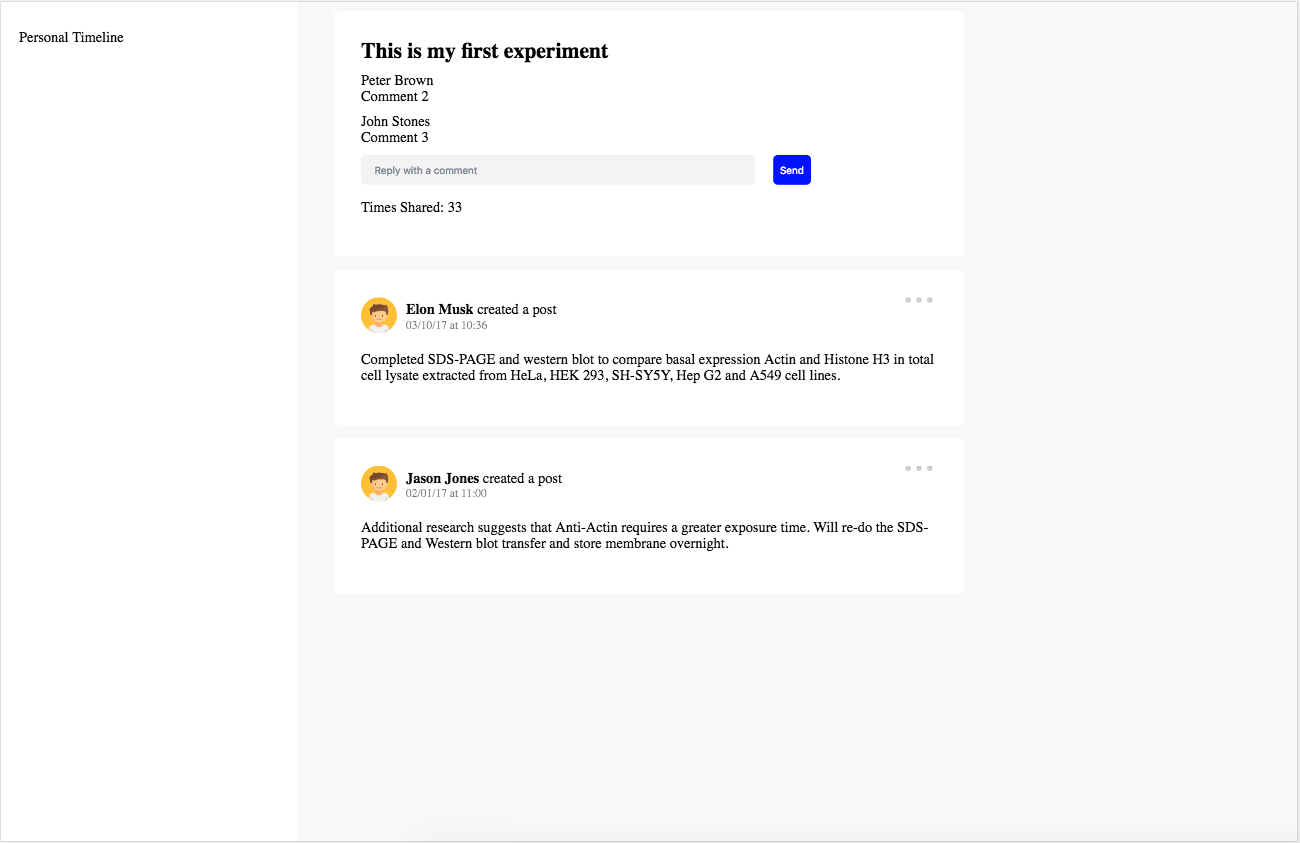 Personal Timeline
This is my first experiment
Peter Brown
Comment 2
John Stones
Comment 3
Reply with a comment
Send
Times Shared: 33
Elon Musk created a post
03/10/17 at 10:36
Completed SDS-PAGE and western blot to compare basal expression Actin and Histone H3 in total
cell lysate extracted from HeLa, HEK 293, SH-SY5Y, Hep G2 and A549 cell lines.
Jason Jones created a post
02/01/17 at 11:00
Additional research suggests that Anti-Actin requires a greater exposure time. Will re-do the SDS-
PAGE and Western blot transfer and store membrane overnight.